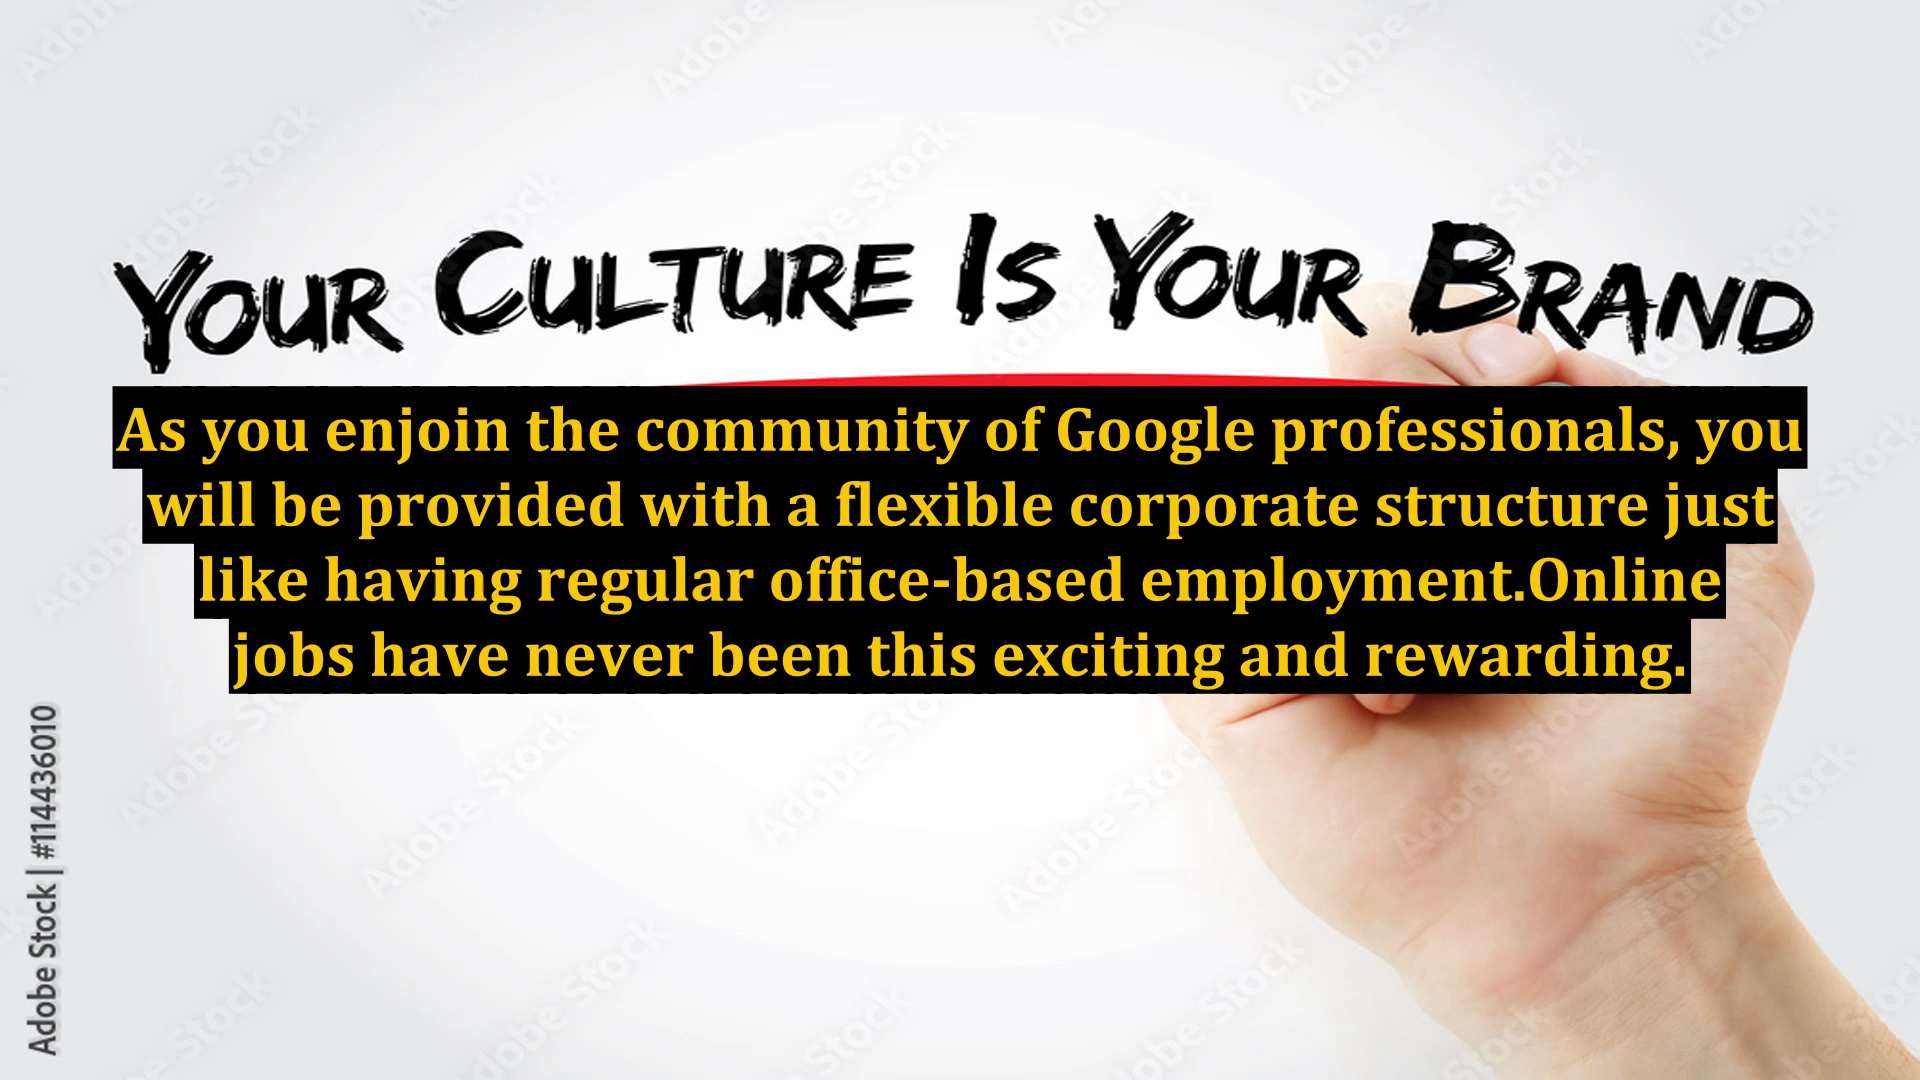 Your Culture Is Your Brand
As you enjoin the community of Google professionals, you
will be provided with a flexible corporate structure just
like having regular office-based employment.Online
jobs have never been this exciting and rewarding.
Adobe Stock | #114436010
Adobe Stock